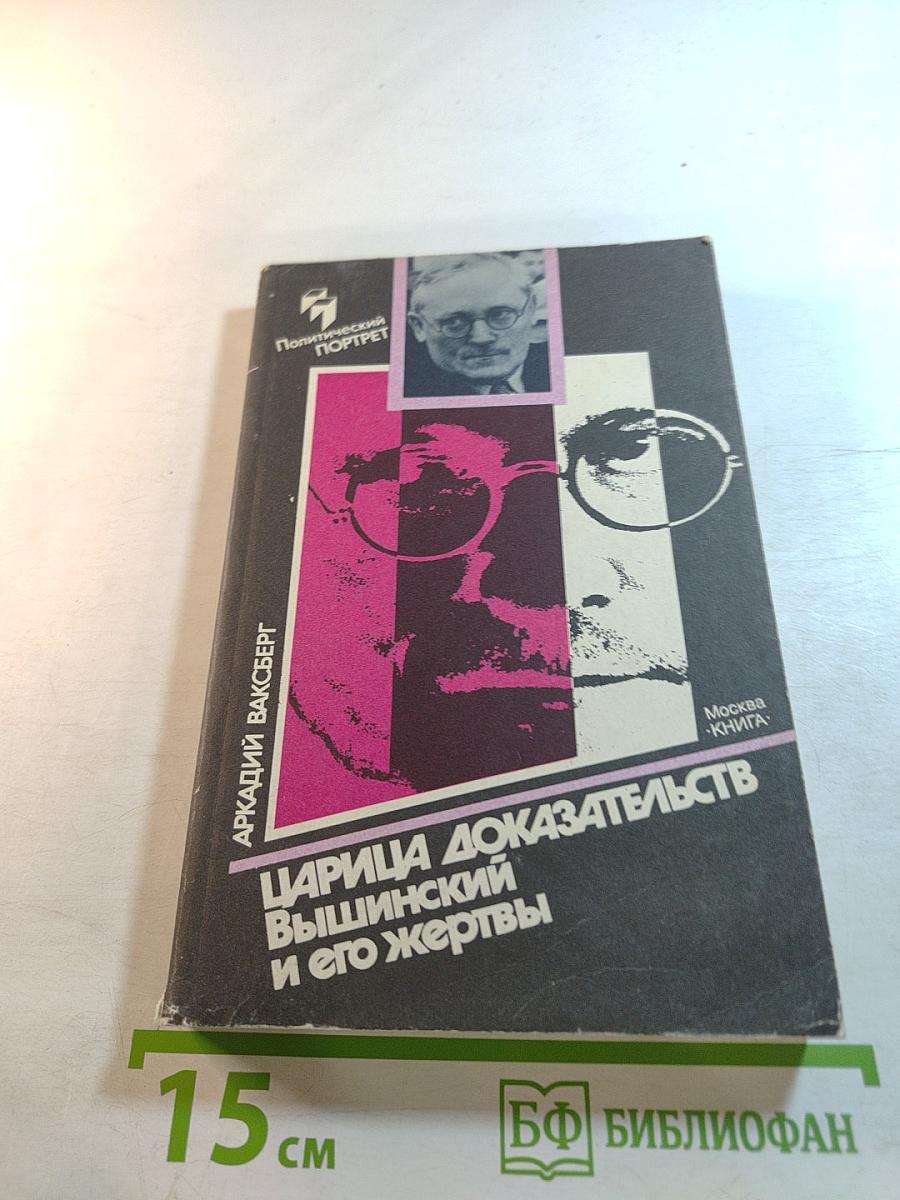 Политический
ПОРТРЕТ
АРКАДИЙ ВАКСБЕРГ
Москва
·КНИГА·
ЦАРИЦА ДОКАЗАТЕЛЬСТВ
Вышинский
и его жертвы
15 см
БФ БИБЛИОФАН